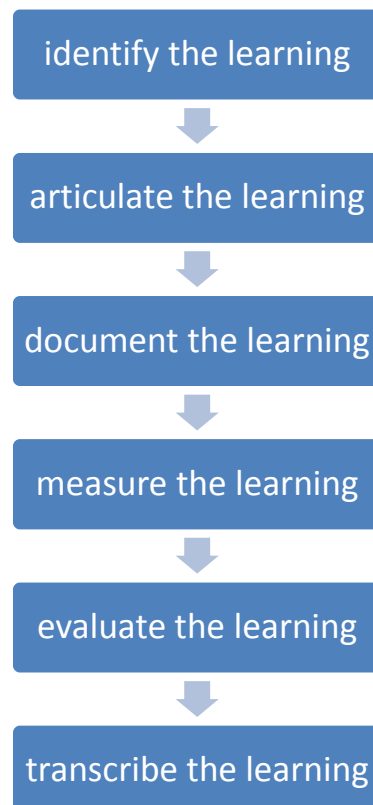 identify the learning
articulate the learning
document the learning
measure the learning
evaluate the learning
transcribe the learning